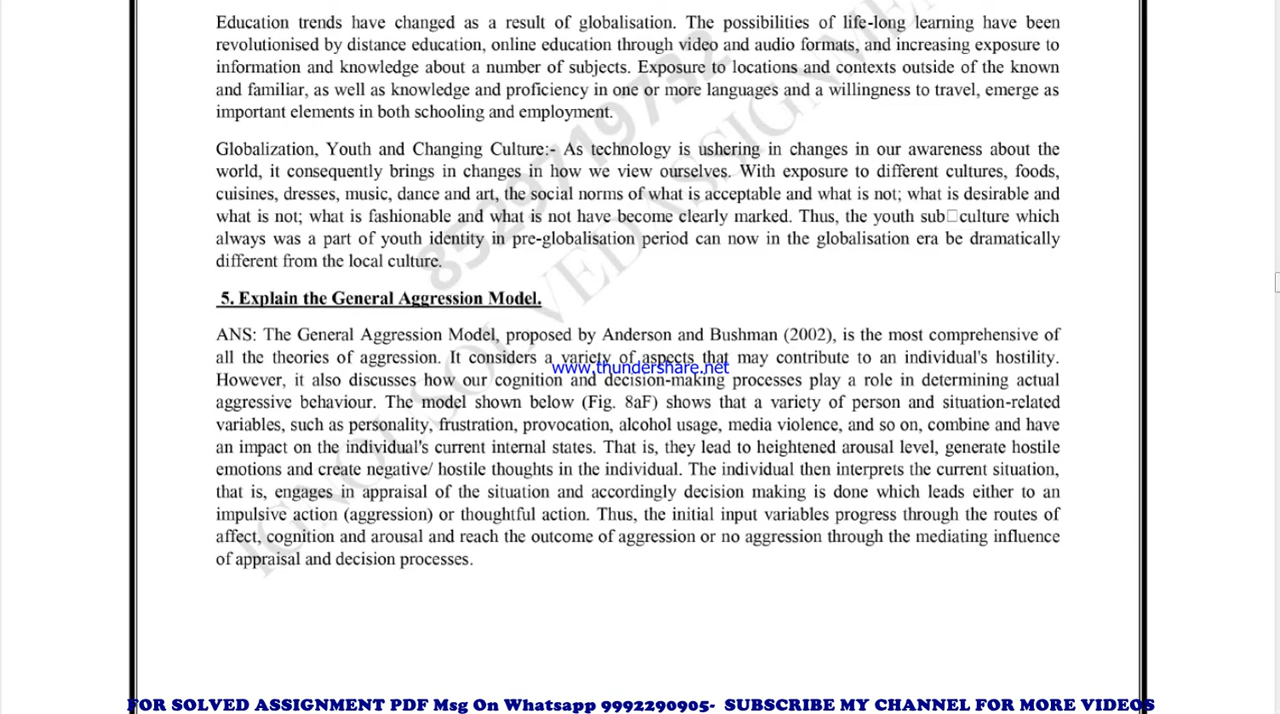 Education trends have changed as a result of globalisation. The possibilities of life-long learning have been
revolutionised by distance education, online education through video and audio formats, and increasing exposure to
information and knowledge about a number of subjects. Exposure to locations and contexts outside of the known
and familiar, as well as knowledge and proficiency in one or more languages and a willingness to travel, emerge as
important elements in both schooling and employment.
Globalization, Youth and Changing Culture:- As technology is ushering in changes in our awareness about the
world, it consequently brings in changes in how we view ourselves. With exposure to different cultures, foods,
cuisines, dresses, music, dance and art, the social norms of what is acceptable and what is not; what is desirable and
what is not; what is fashionable and what is not have become clearly marked. Thus, the youth sub□culture which
always was a part of youth identity in pre-globalisation period can now in the globalisation era be dramatically
different from the local culture.
5. Explain the General Aggression Model.
ANS: The General Aggression Model, proposed by Anderson and Bushman (2002), is the most comprehensive of
all the theories of aggression. It considers a variety of aspects that may contribute to an individual's hostility.
www.thundershare.net
However, it also discusses how our cognition and decision-making processes play a role in determining actual
aggressive behaviour. The model shown below (Fig. 8aF) shows that a variety of person and situation-related
variables, such as personality, frustration, provocation, alcohol usage, media violence, and so on, combine and have
an impact on the individual's current internal states. That is, they lead to heightened arousal level, generate hostile
emotions and create negative/ hostile thoughts in the individual. The individual then interprets the current situation,
that is, engages in appraisal of the situation and accordingly decision making is done which leads either to an
impulsive action (aggression) or thoughtful action. Thus, the initial input variables progress through the routes of
affect, cognition and arousal and reach the outcome of aggression or no aggression through the mediating influence
of appraisal and decision processes.
8529719732
IGNOU SOLVED ASSIGNMEN
FOR SOLVED ASSIGNMENT PDF Msg On Whatsapp 9992290905- SUBSCRIBE MY CHANNEL FOR MORE VIDEOS